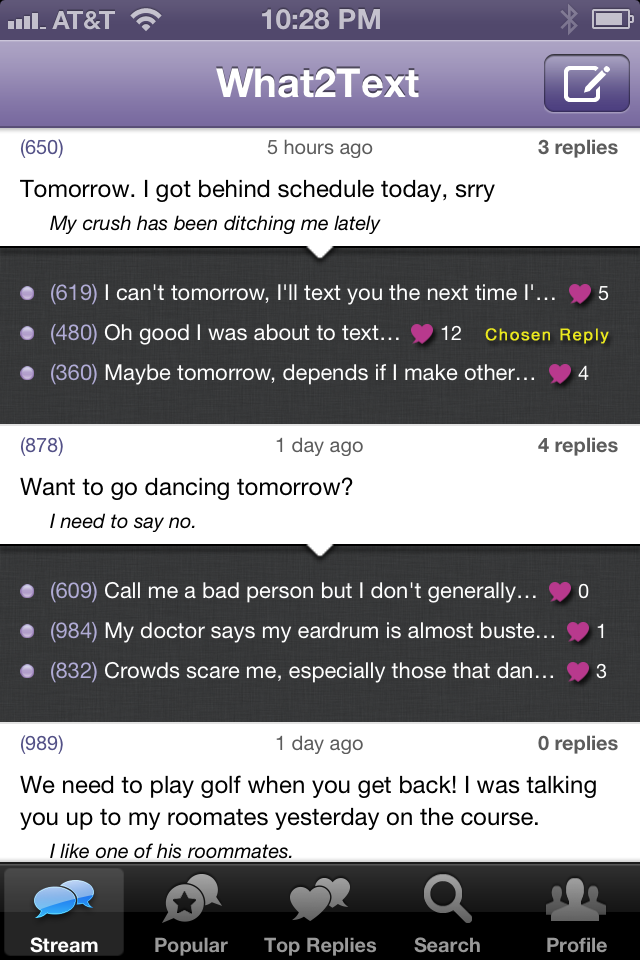 AT&T 10:28 PM
What2Text
(650) 5 hours ago 3 replies
Tomorrow. I got behind schedule today, srry
My crush has been ditching me lately
(619) I can't tomorrow, I'll text you the next time I'... 5
(480) Oh good I was about to text... 12 Chosen Reply
(360) Maybe tomorrow, depends if I make other... 4
(878) 1 day ago 4 replies
Want to go dancing tomorrow?
I need to say no.
(609) Call me a bad person but I don't generally... 0
(984) My doctor says my eardrum is almost buste... 1
(832) Crowds scare me, especially those that dan... 3
(989) 1 day ago 0 replies
We need to play golf when you get back! I was talking
you up to my roomates yesterday on the course.
I like one of his roommates.
Stream Popular Top Replies Search Profile